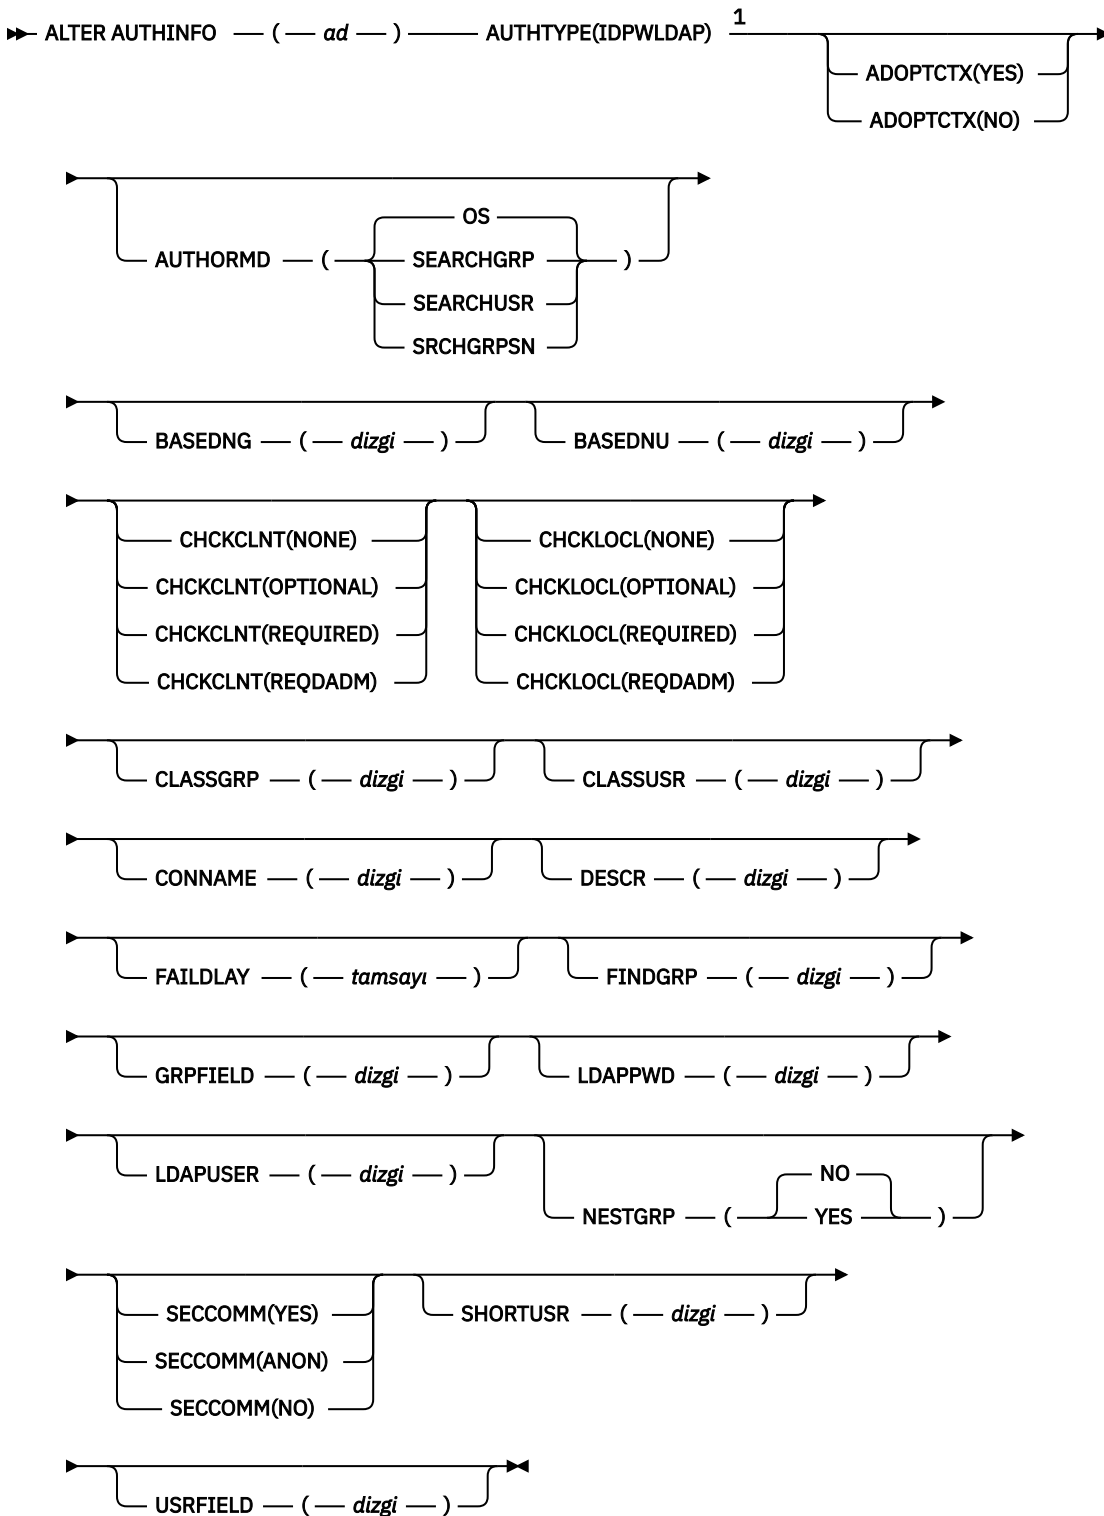 ALTER AUTHINFO ( ad ) AUTHTYPE(IDPWLDAP) 1
ADOPTCTX(YES)
ADOPTCTX(NO)
OS
AUTHORMD ( SEARCHGRP )
SEARCHUSR
SRCHGRPSN
BASEDNG ( dizgi ) BASEDNU ( dizgi )
CHCKCLNT(NONE) CHCKLOCL(NONE)
CHCKCLNT(OPTIONAL) CHCKLOCL(OPTIONAL)
CHCKCLNT(REQUIRED) CHCKLOCL(REQUIRED)
CHCKCLNT(REQDADM) CHCKLOCL(REQDADM)
CLASSGRP ( dizgi ) CLASSUSR ( dizgi )
CONNAME ( dizgi ) DESCR ( dizgi )
FAILDLAY ( tamsayı ) FINDGRP ( dizgi )
GRPFIELD ( dizgi ) LDAPPWD ( dizgi )
NO
LDAPUSER ( dizgi )
NESTGRP ( YES )
SECCOMM(YES) SHORTUSR ( dizgi )
SECCOMM(ANON)
SECCOMM(NO)
USRFIELD ( dizgi )